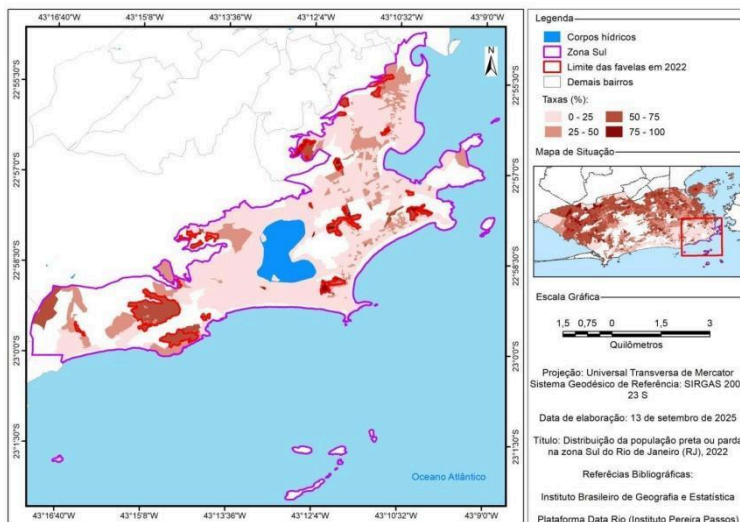 43°16'40"O 43°15'8"O 43°13'36"O 43°12'4"O 43°10'32"O 43°9'0"O
22°55'30"S 22°55'30"S
22°57'0"S 22°57'0"S
22°58'30"S 22°58'30"S
23°0'0"S 23°0'0"S
23°1'30"S 23°1'30"S
N
Oceano Atlântico
43°16'40"O 43°15'8"O 43°13'36"O 43°12'4"O 43°10'32"O 43°9'0"O
Legenda
Corpos hídricos
Zona Sul
Limite das favelas em 2022
Demais bairros
Taxas (%):
0 - 25 50 - 75
25 - 50 75 - 100
Mapa de Situação
Escala Gráfica
1,5 0,75 0 1,5 3
Quilômetros
Projeção: Universal Transversa de Mercator
Sistema Geodésico de Referência: SIRGAS 200
23 S
Data de elaboração: 13 de setembro de 2025
Título: Distribuição da população preta ou parda
na zona Sul do Rio de Janeiro (RJ), 2022
Referêcias Bibliográficas:
Instituto Brasileiro de Geografia e Estatística
Plataforma Data Rio (Instituto Pereira Passos)